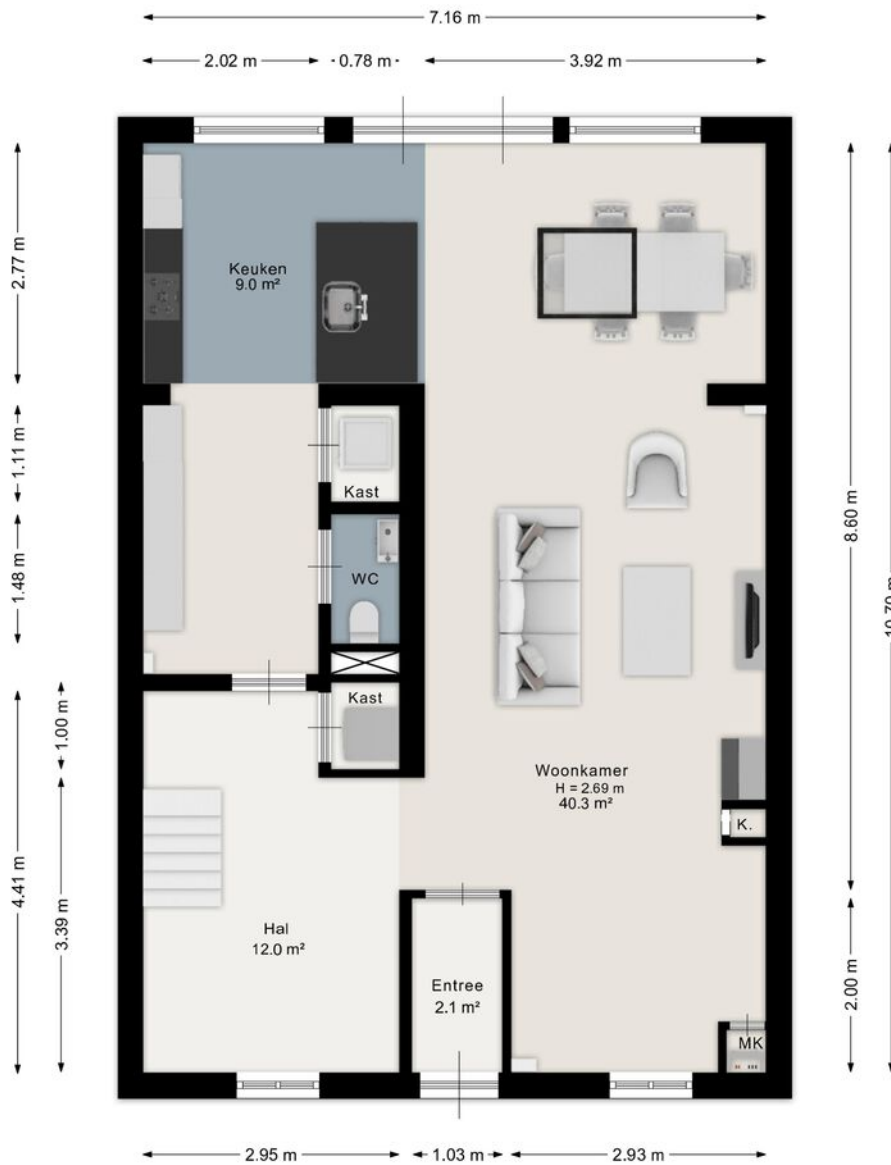 7.16 m
2.02 m
0.78 m
3.92 m
2.77 m
Keuken
9.0 m²
1.11 m
Kast
8.60 m
1.48 m
WC
10.70 m
Kast
1.00 m
Woonkamer
H = 2.69 m
40.3 m²
K.
4.41 m
3.39 m
Hal
12.0 m²
Entree
2.1 m²
2.00 m
MK
2.95 m
1.03 m
2.93 m